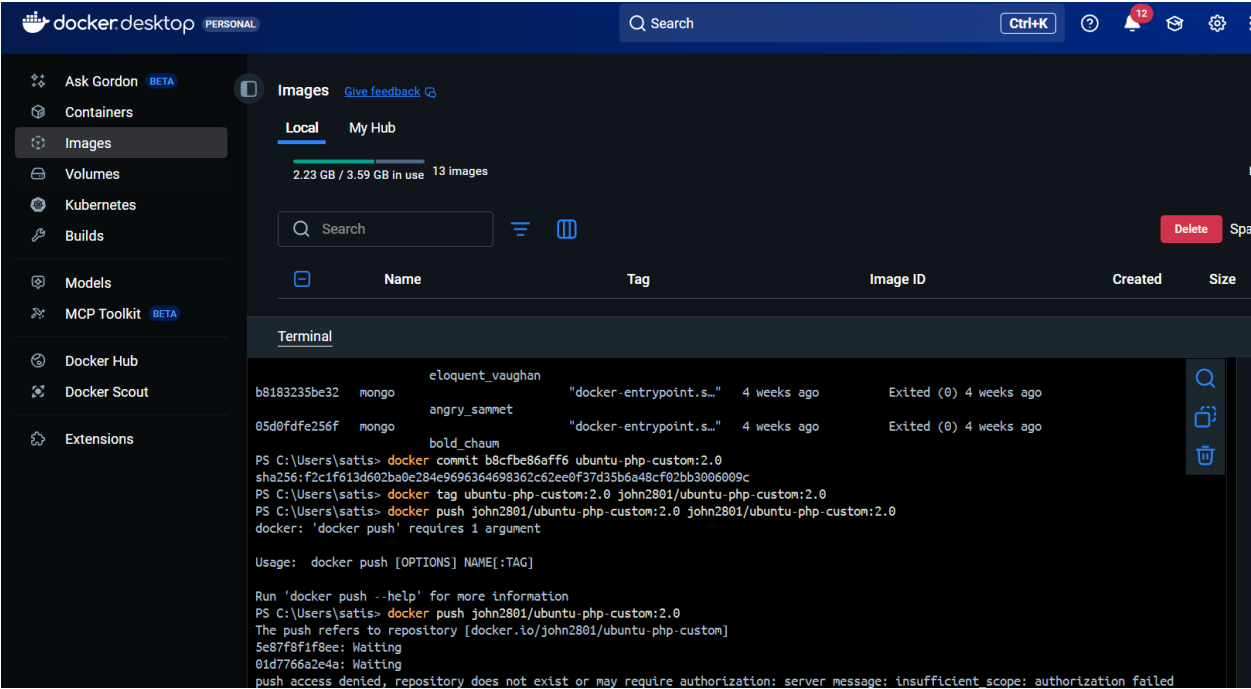 docker.desktop PERSONAL
Search
Ctrl+K
12
Ask Gordon BETA
Containers
Images
Volumes
Kubernetes
Builds
Models
MCP Toolkit BETA
Docker Hub
Docker Scout
Extensions
Images Give feedback
Local My Hub
2.23 GB / 3.59 GB in use 13 images
Search
Delete
Name Tag Image ID Created Size
Terminal
eloquent_vaughan
b8183235be32 mongo "docker-entrypoint.s…" 4 weeks ago Exited (0) 4 weeks ago
angry_sammet
05d0fdfe256f mongo "docker-entrypoint.s…" 4 weeks ago Exited (0) 4 weeks ago
bold_chaum
PS C:\Users\satis> docker commit b8cfbe86aff6 ubuntu-php-custom:2.0
sha256:f2c1f613d602ba0e284e9696364698362c62ee0f37d35b6a48cf02bb3006009c
PS C:\Users\satis> docker tag ubuntu-php-custom:2.0 john2801/ubuntu-php-custom:2.0
PS C:\Users\satis> docker push john2801/ubuntu-php-custom:2.0 john2801/ubuntu-php-custom:2.0
docker: 'docker push' requires 1 argument
Usage:  docker push [OPTIONS] NAME[:TAG]
Run 'docker push --help' for more information
PS C:\Users\satis> docker push john2801/ubuntu-php-custom:2.0
The push refers to repository [docker.io/john2801/ubuntu-php-custom]
5e87f8f1f8ee: Waiting
01d7766a2e4a: Waiting
push access denied, repository does not exist or may require authorization: server message: insufficient_scope: authorization failed